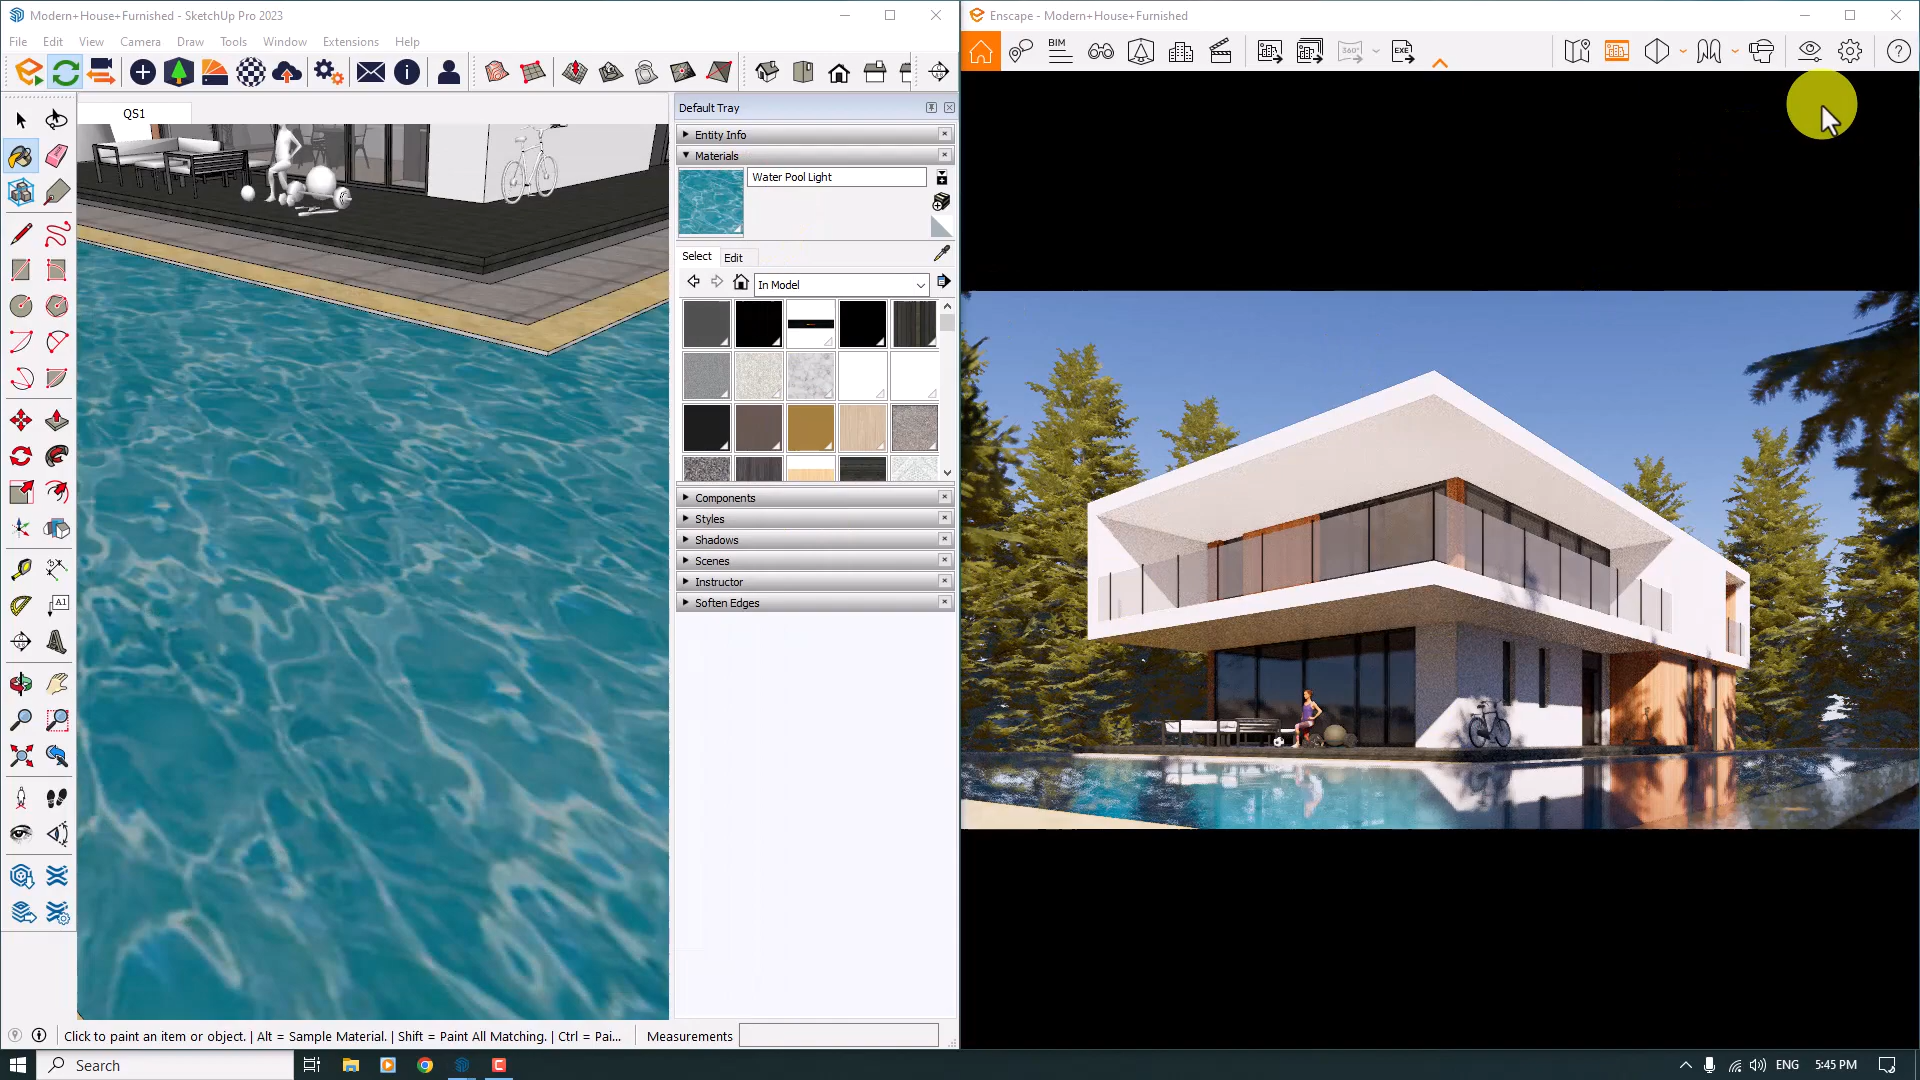 Modern+House+Furnished - SketchUp Pro 2023
File Edit View Camera Draw Tools Window Extensions Help
QS1
Default Tray
Entity Info
Materials
Water Pool Light
Select Edit
In Model
Components
Styles
Shadows
Scenes
Instructor
Soften Edges
A1
Click to paint an item or object. | Alt = Sample Material. | Shift = Paint All Matching. | Ctrl = Pai...
Measurements
Enscape - Modern+House+Furnished
BIM
360°
EXE
Search
ENG
5:45 PM